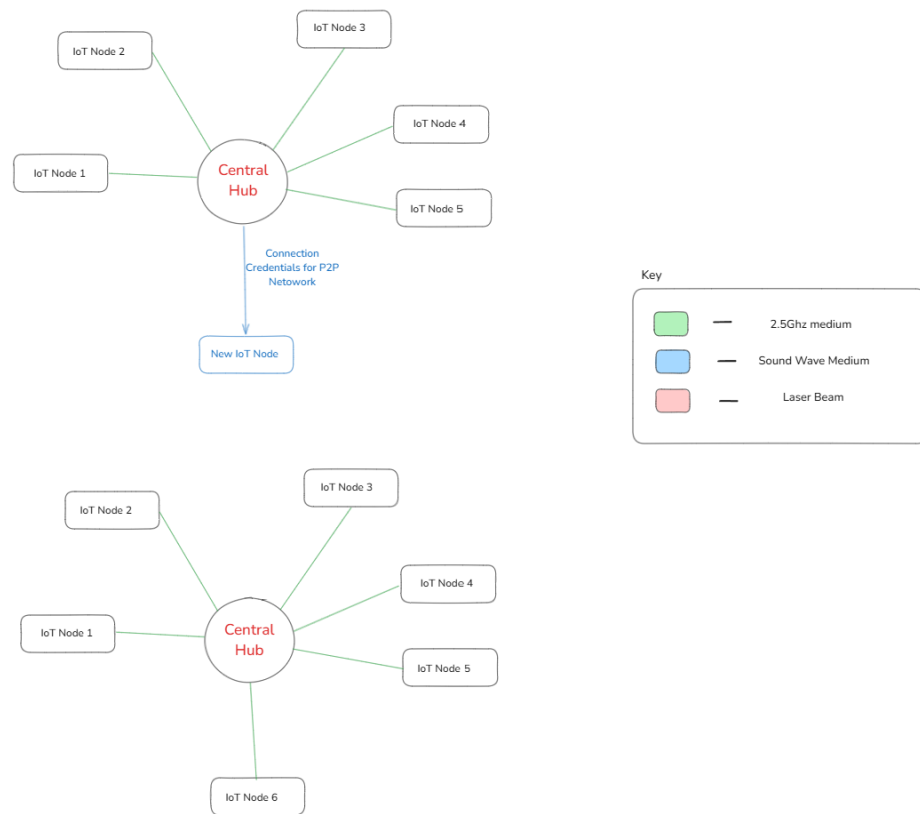 IoT Node 3
IoT Node 2
IoT Node 4
Central
Hub
IoT Node 1
IoT Node 5
Connection
Credentials for P2P
Netowork
New IoT Node
Key
2.5Ghz medium
Sound Wave Medium
Laser Beam
IoT Node 3
IoT Node 2
IoT Node 4
Central
Hub
IoT Node 1
IoT Node 5
IoT Node 6